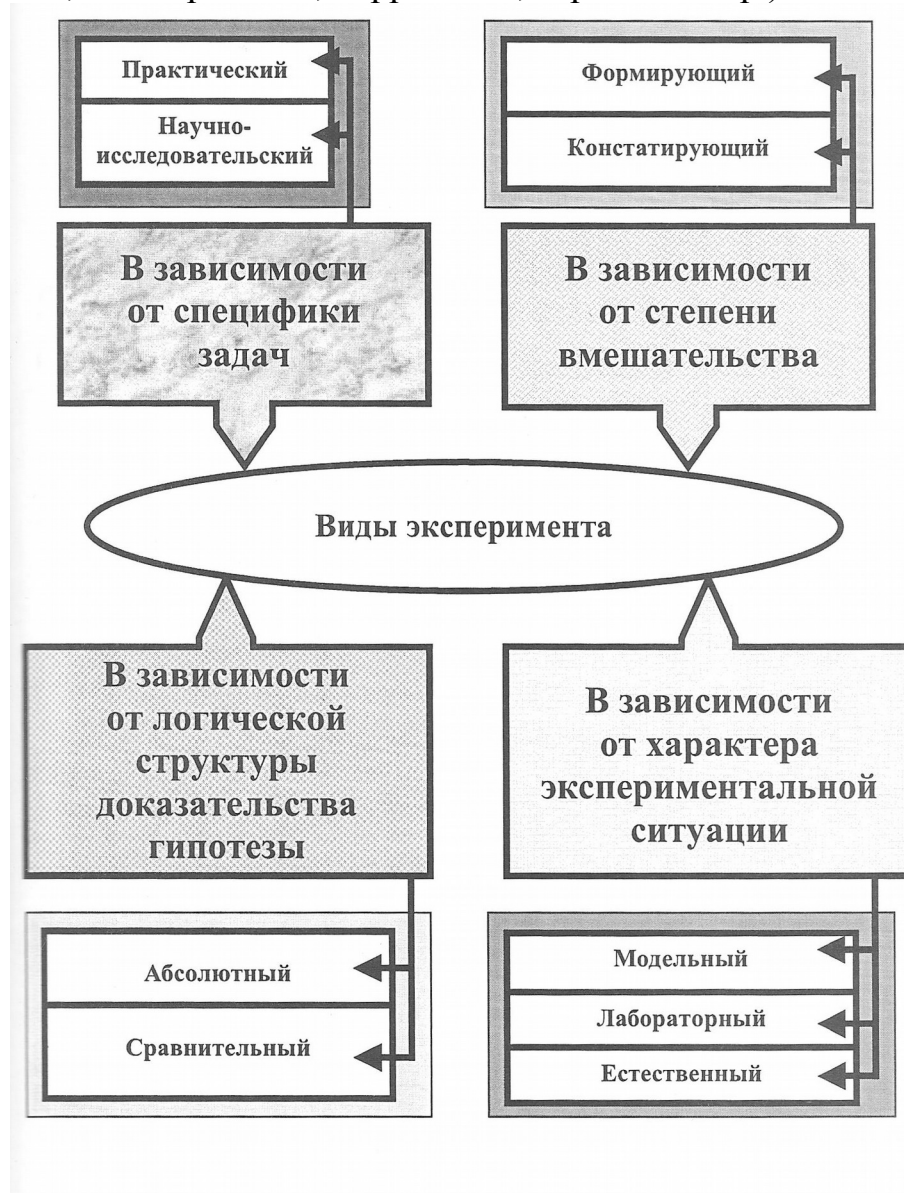 Практический
Научно-
исследовательский
Формирующий
Констатирующий
В зависимости
от специфики
задач
В зависимости
от степени
вмешательства
Виды эксперимента
В зависимости
от логической
структуры
доказательства
гипотезы
В зависимости
от характера
экспериментальной
ситуации
Абсолютный
Сравнительный
Модельный
Лабораторный
Естественный